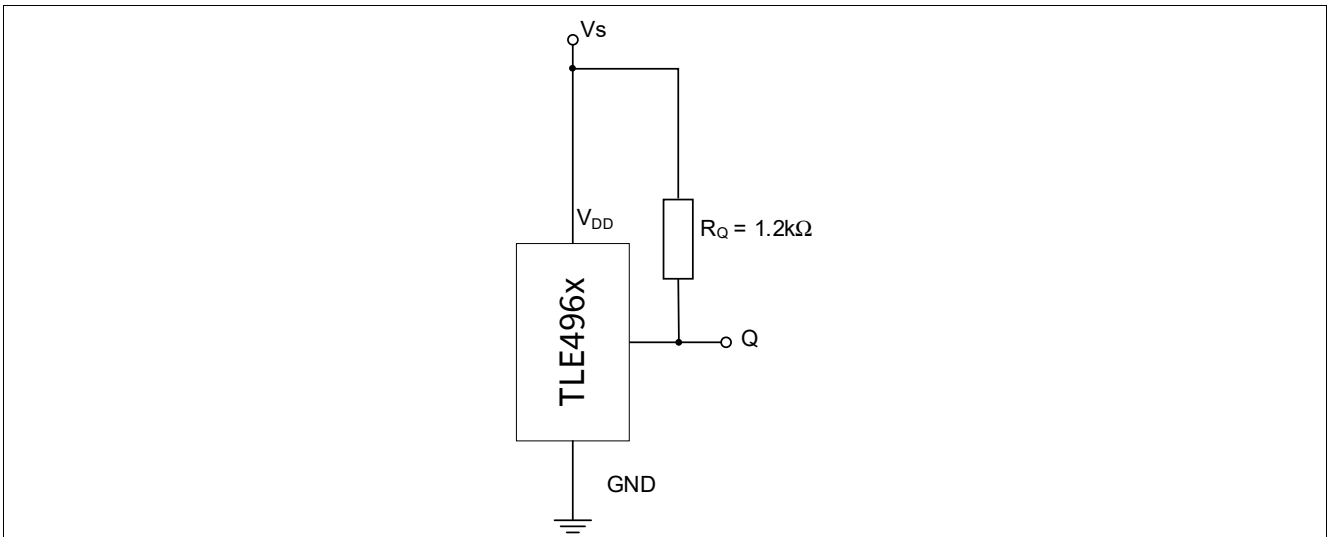 Vs
VDD
RQ = 1.2kΩ
TLE496x
Q
GND